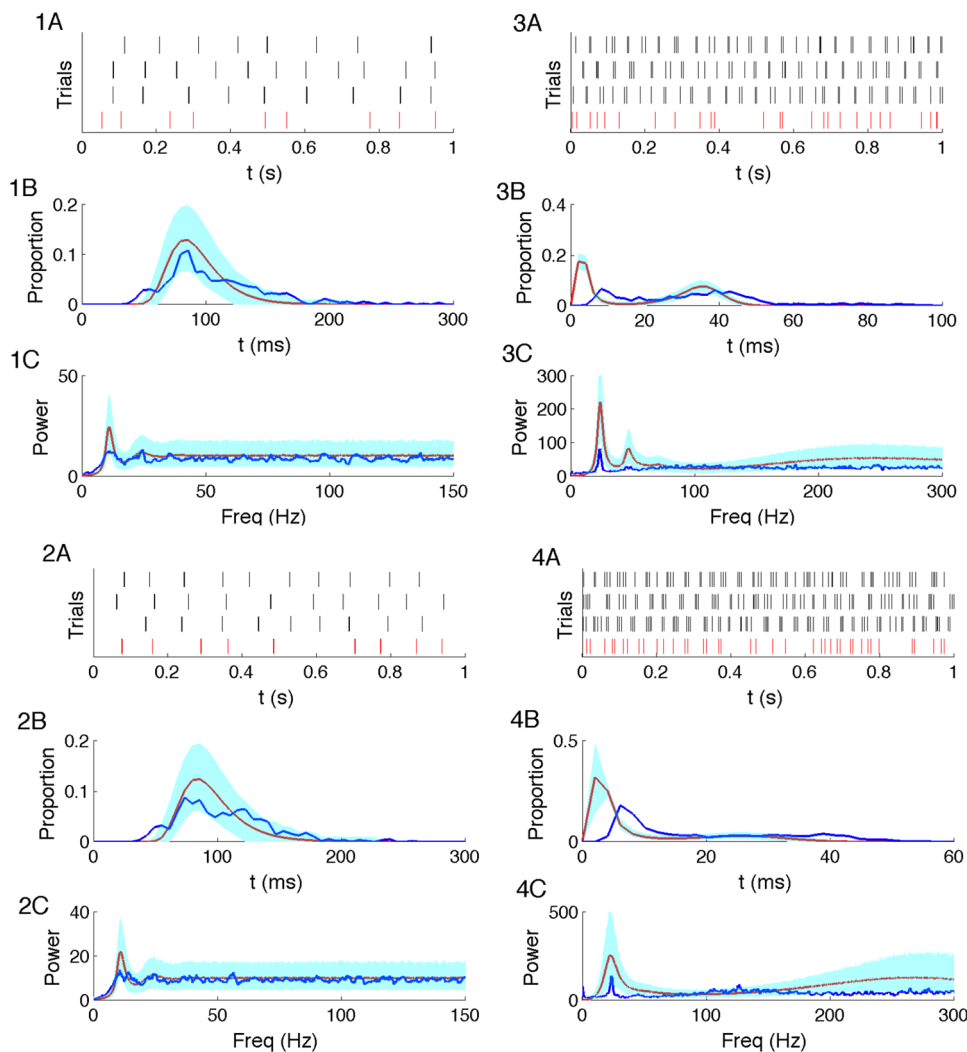 1A
Trials
0 0.2 0.4 0.6 0.8 1
t (s)
1B
Proportion
0.2
0.1
0
0 100 200 300
t (ms)
1C
Power
50
0
0 50 100 150
Freq (Hz)
3A
Trials
0 0.2 0.4 0.6 0.8 1
t (s)
3B
Proportion
0.4
0.2
0
0 20 40 60 80 100
t (ms)
3C
Power
300
200
100
0
0 100 200 300
Freq (Hz)
2A
Trials
0 0.2 0.4 0.6 0.8 1
t (s)
2B
Proportion
0.2
0.1
0
0 100 200 300
t (ms)
2C
Power
40
20
0
0 50 100 150
Freq (Hz)
4A
Trials
0 0.2 0.4 0.6 0.8 1
t (s)
4B
Proportion
0.5
0
0 20 40 60
t (ms)
4C
Power
500
0
0 100 200 300
Freq (Hz)